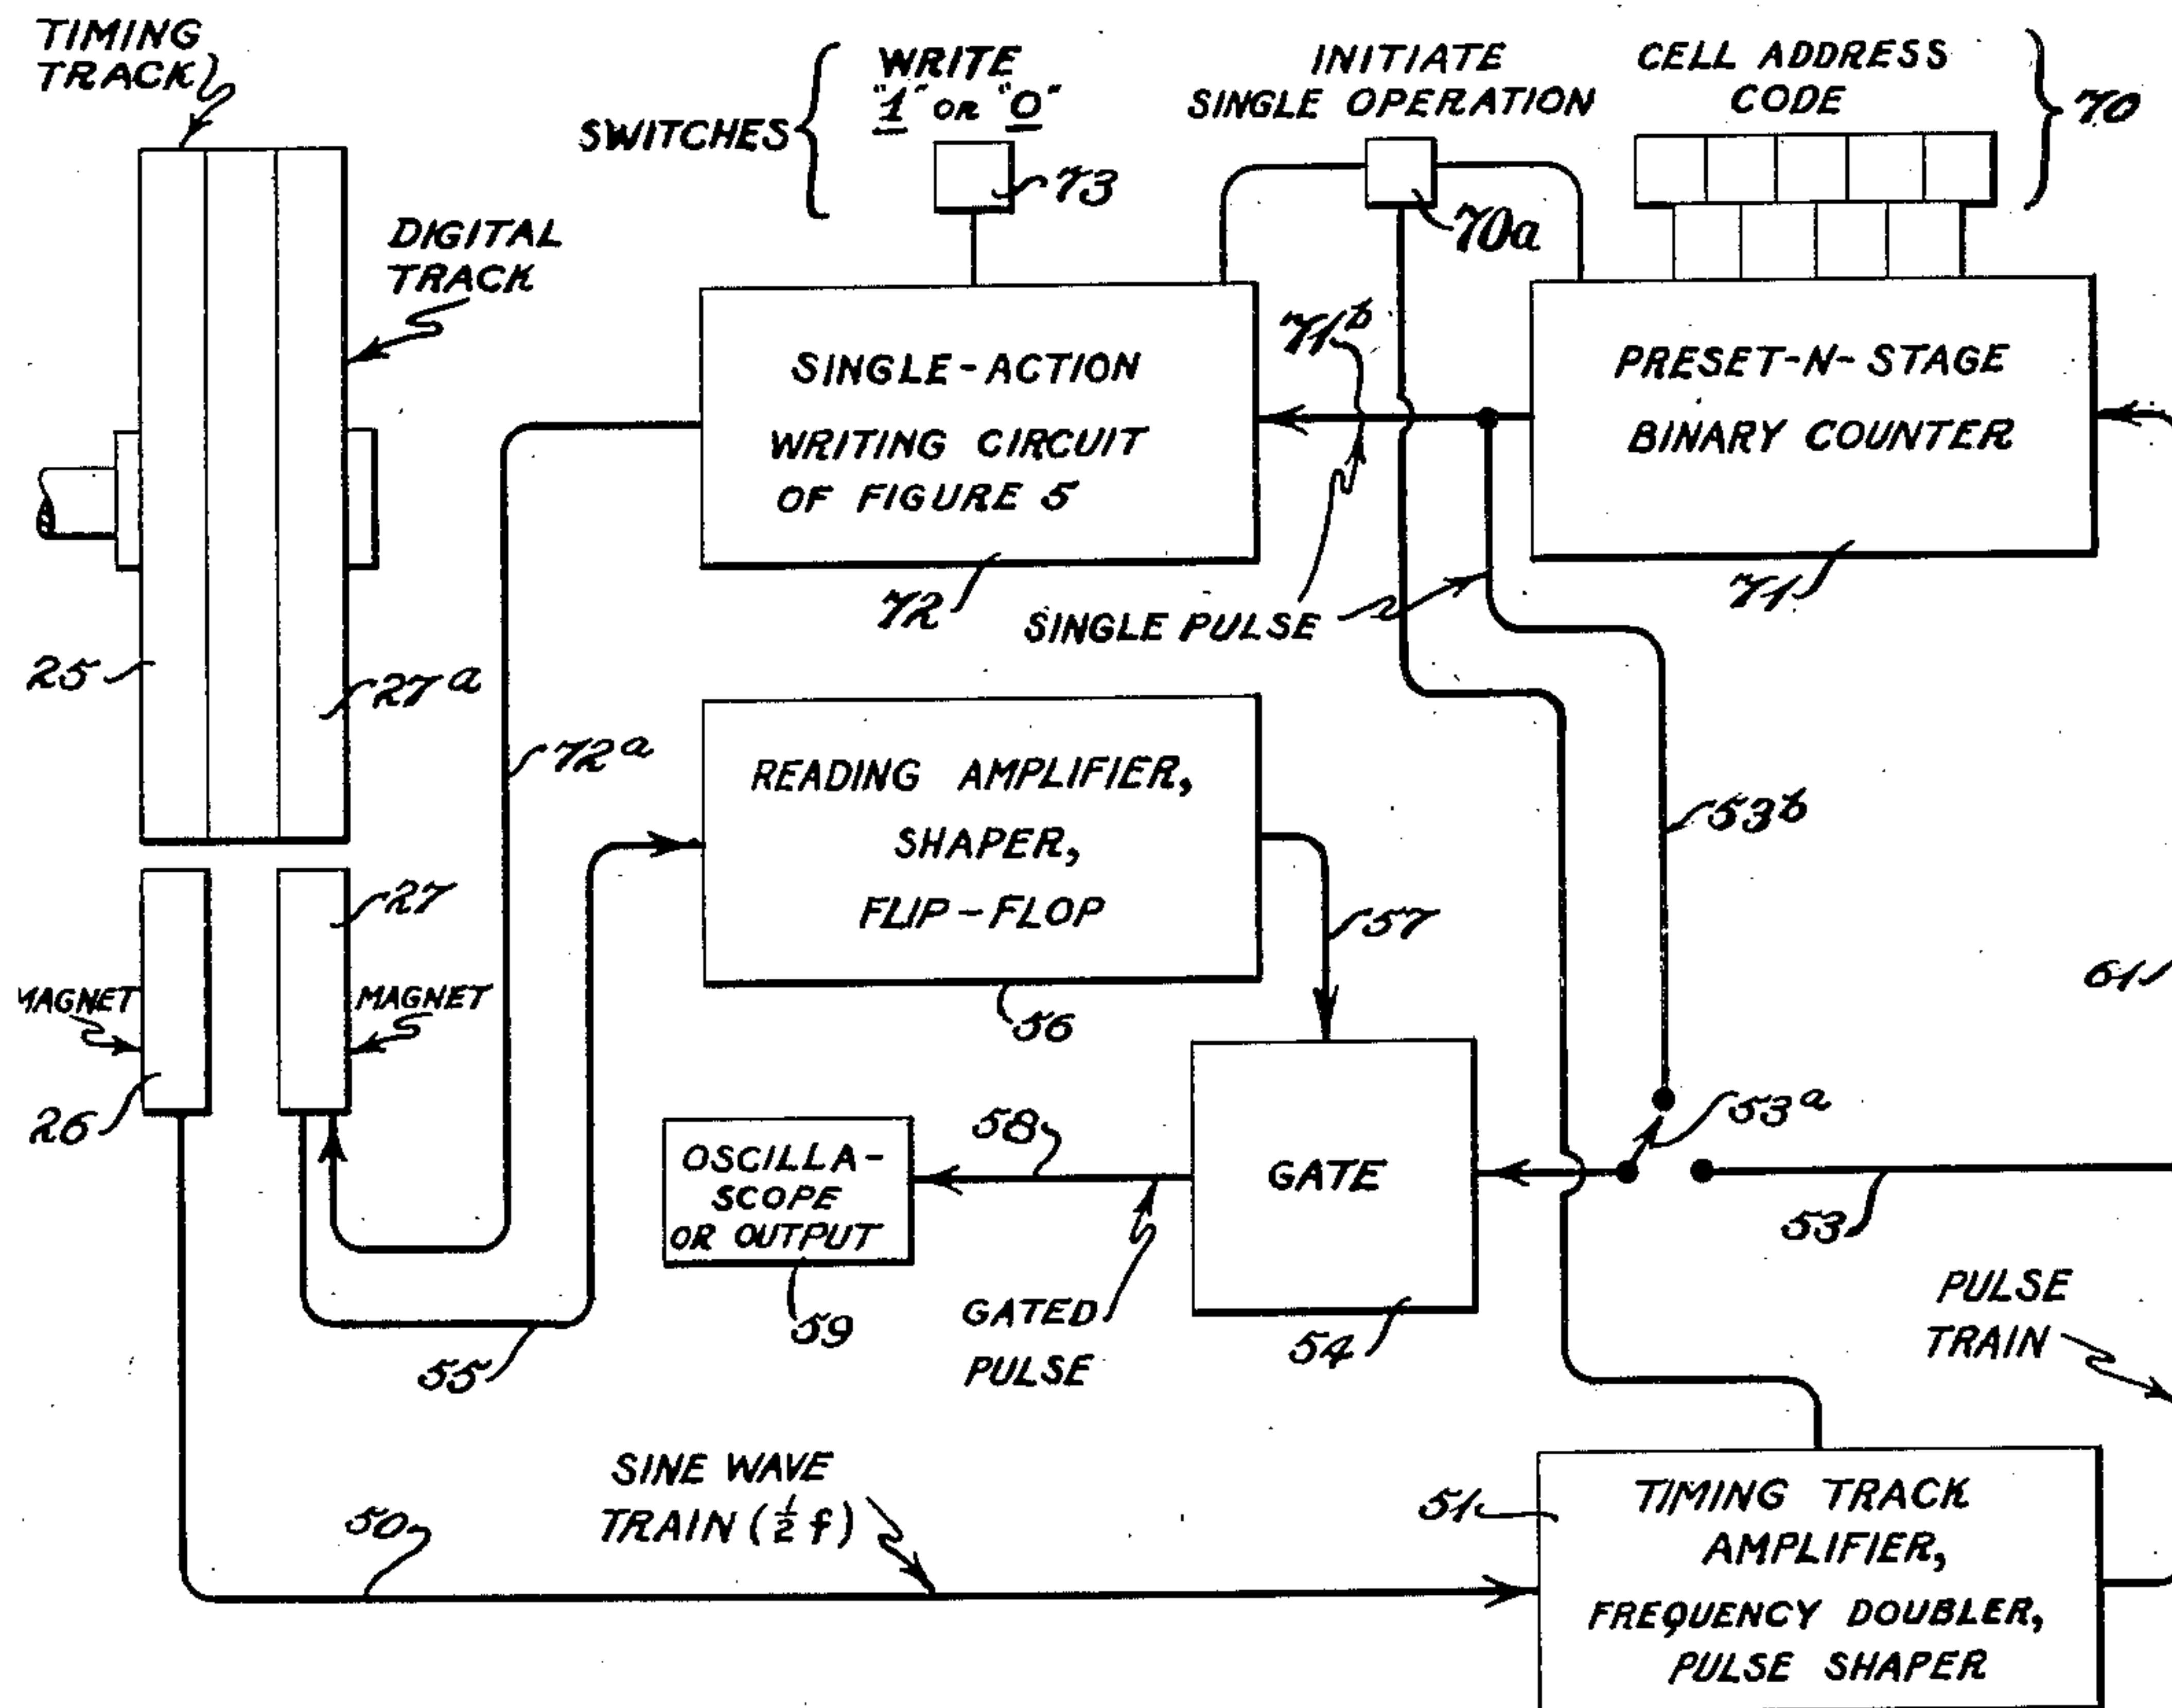 TIMING
TRACK
SWITCHES
WRITE
"1" OR "0"
73
INITIATE
SINGLE OPERATION
70a
CELL ADDRESS
CODE
70
DIGITAL
TRACK
SINGLE-ACTION
WRITING CIRCUIT
OF FIGURE 5
72
71b
PRESET-N-STAGE
BINARY COUNTER
71
SINGLE PULSE
25
27a
72a
READING AMPLIFIER,
SHAPER,
FLIP-FLOP
56
57
53b
27
MAGNET
MAGNET
26
61
OSCILLA-
SCOPE
OR OUTPUT
59
58
GATE
54
53a
53
GATED
PULSE
55
PULSE
TRAIN
SINE WAVE
TRAIN (½ f)
50
51
TIMING TRACK
AMPLIFIER,
FREQUENCY DOUBLER,
PULSE SHAPER